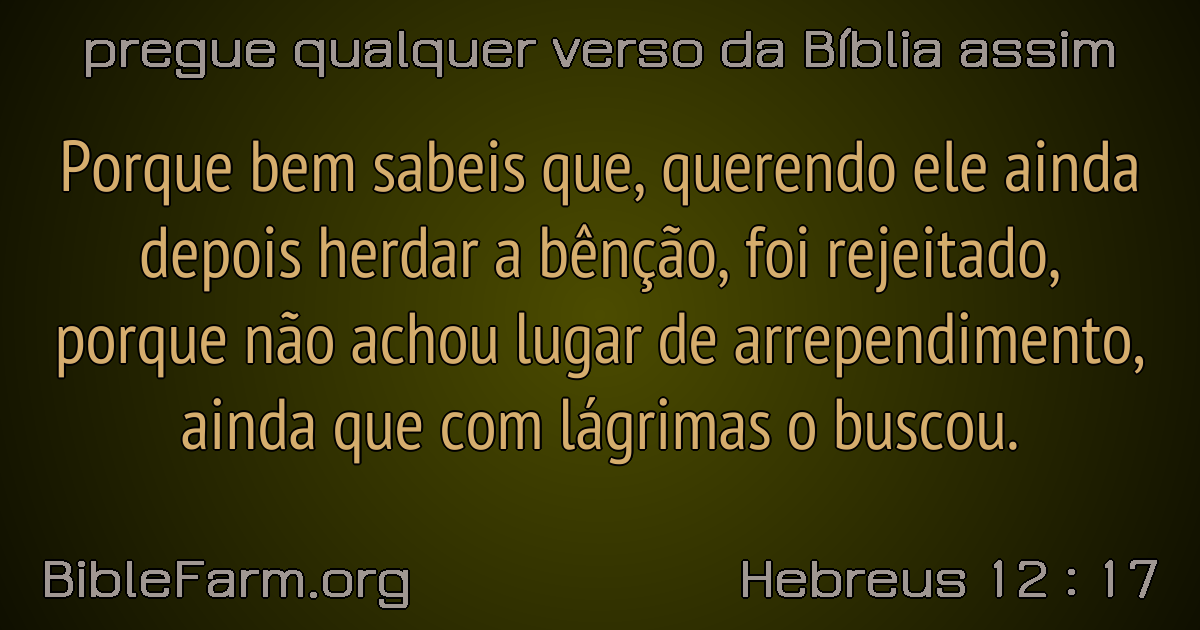 pregue qualquer verso da Bíblia assim
Porque bem sabeis que, querendo ele ainda
depois herdar a bênção, foi rejeitado,
porque não achou lugar de arrependimento,
ainda que com lágrimas o buscou.
BibleFarm.org
Hebreus 12 : 17